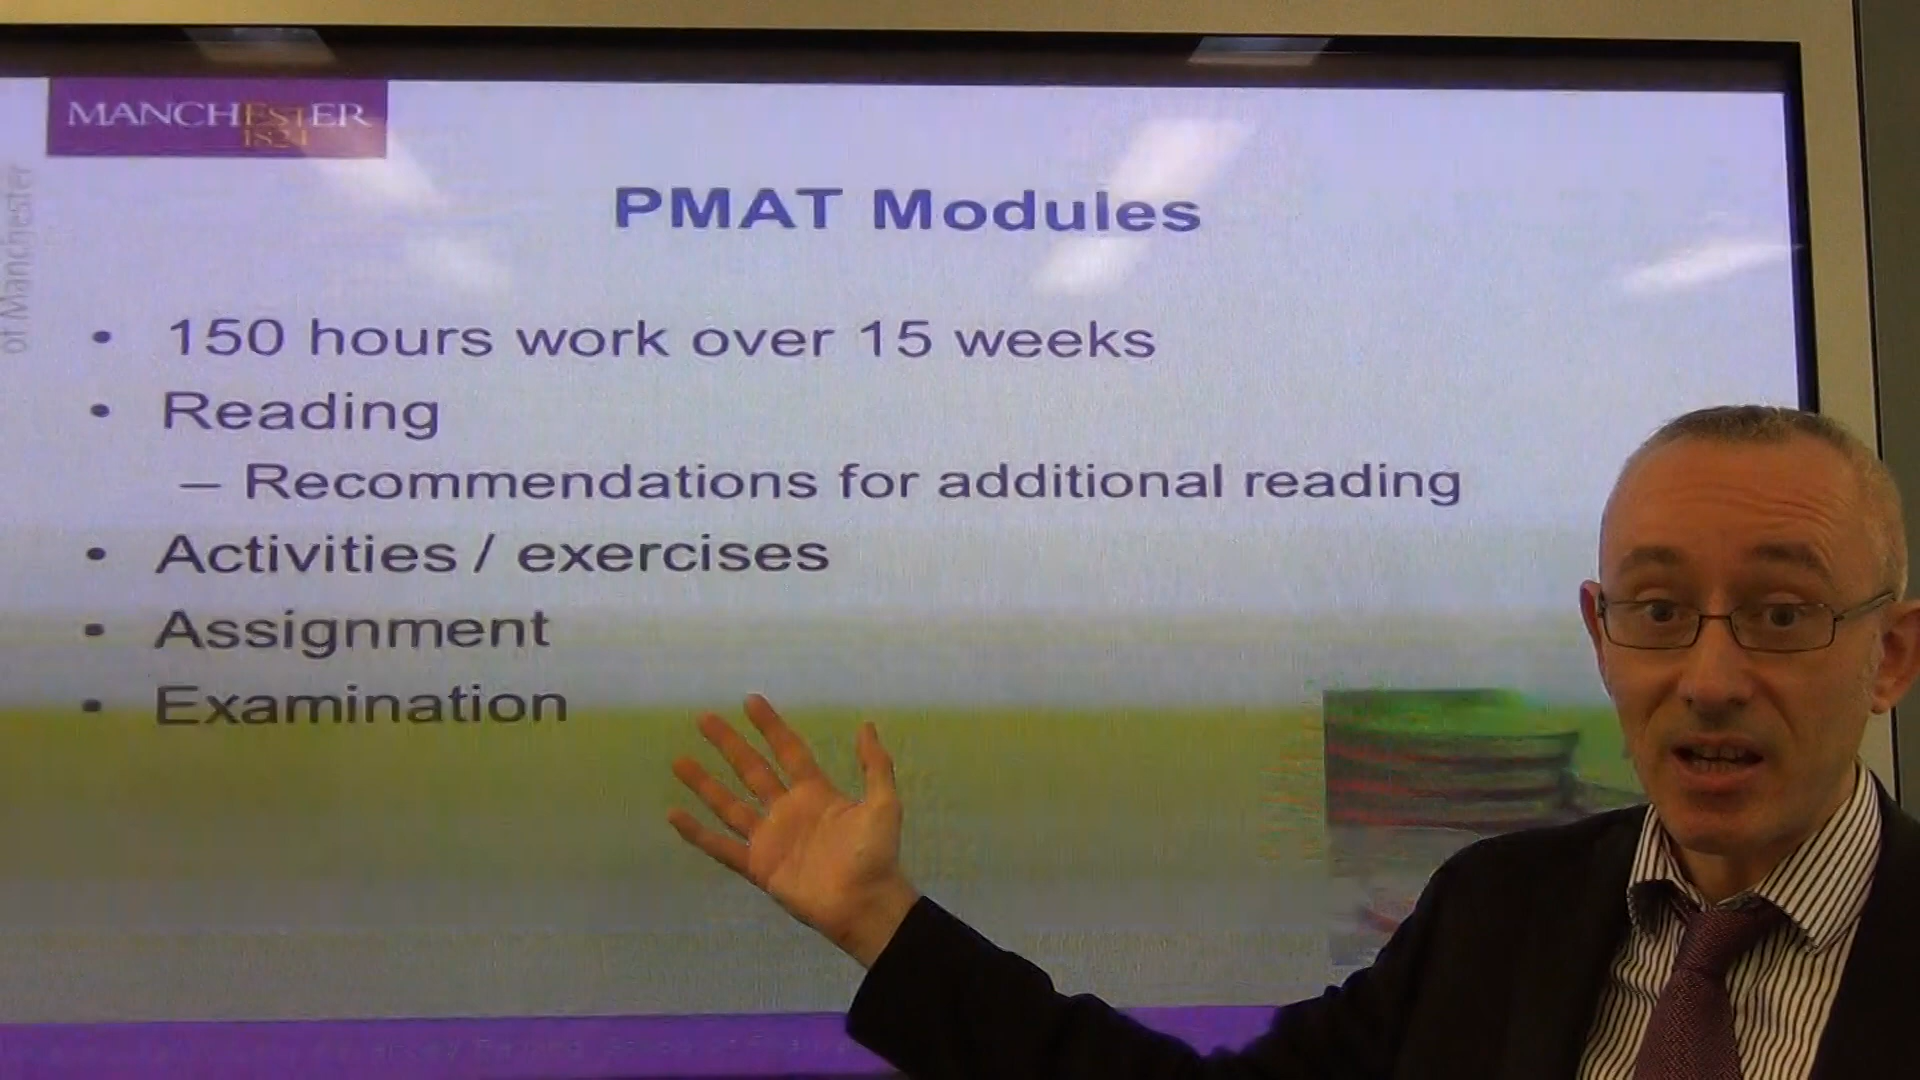 MANCHESTER
1824
of Manchester
PMAT Modules
• 150 hours work over 15 weeks
• Reading
– Recommendations for additional reading
• Activities / exercises
• Assignment
• Examination